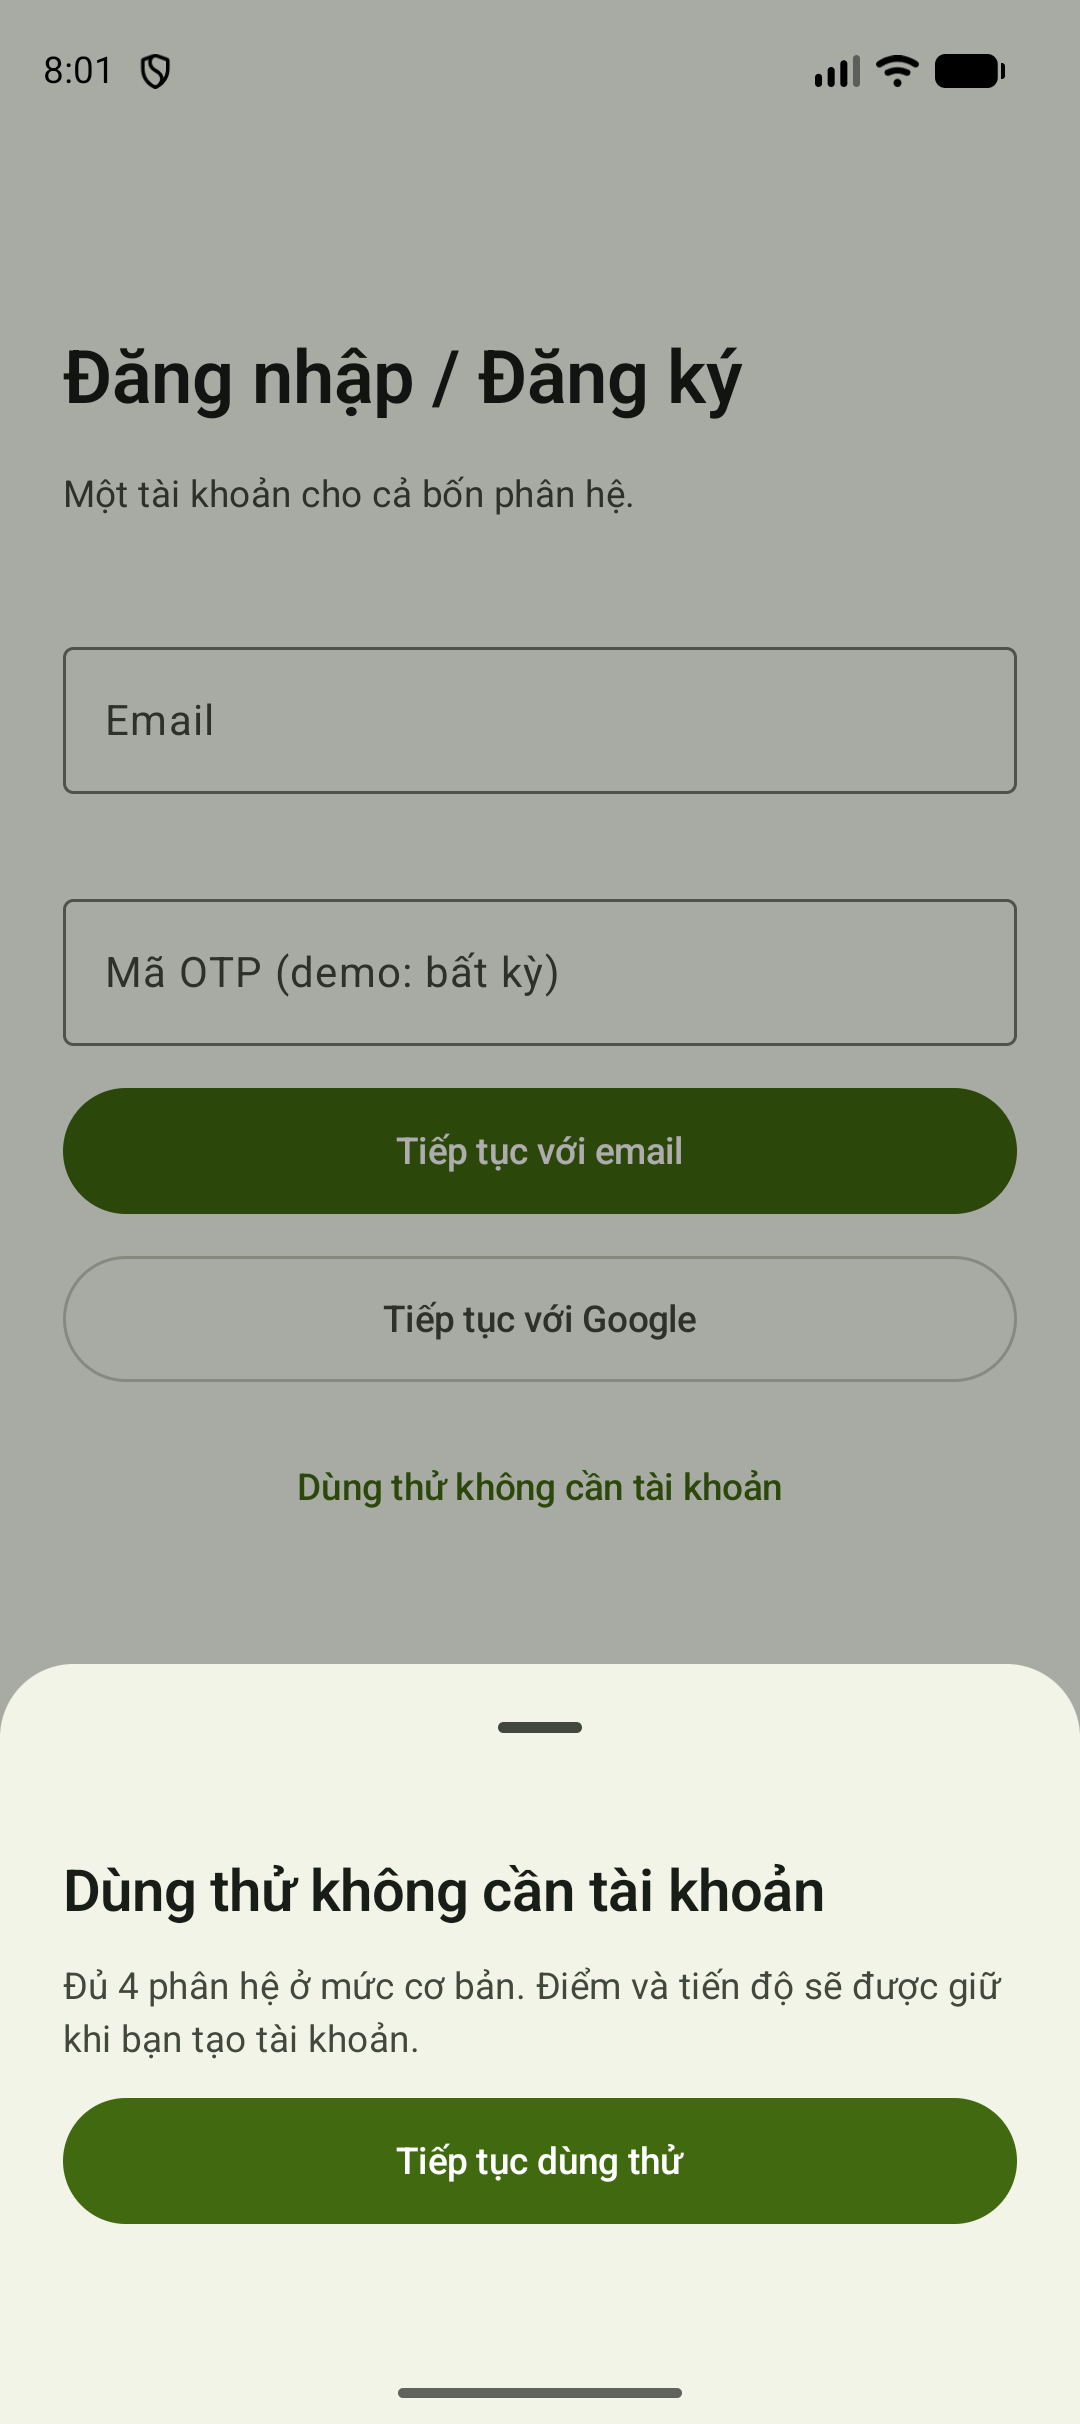 8:01
Đăng nhập / Đăng ký
Một tài khoản cho cả bốn phân hệ.
Email
Mã OTP (demo: bất kỳ)
Tiếp tục với email
Tiếp tục với Google
Dùng thử không cần tài khoản
Dùng thử không cần tài khoản
Đủ 4 phân hệ ở mức cơ bản. Điểm và tiến độ sẽ được giữ
khi bạn tạo tài khoản.
Tiếp tục dùng thử